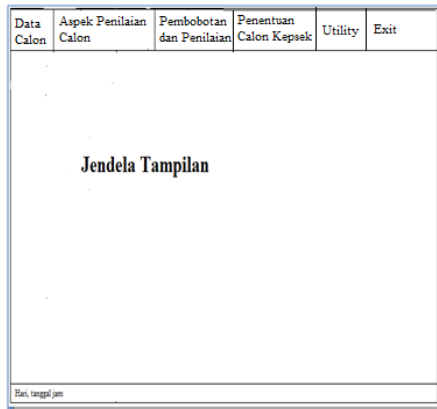 Data Calon
Aspek Penilaian Calon
Pembobotan dan Penilaian
Penentuan Calon Kepsek
Utility
Exit
Jendela Tampilan
Hari, tanggal jam